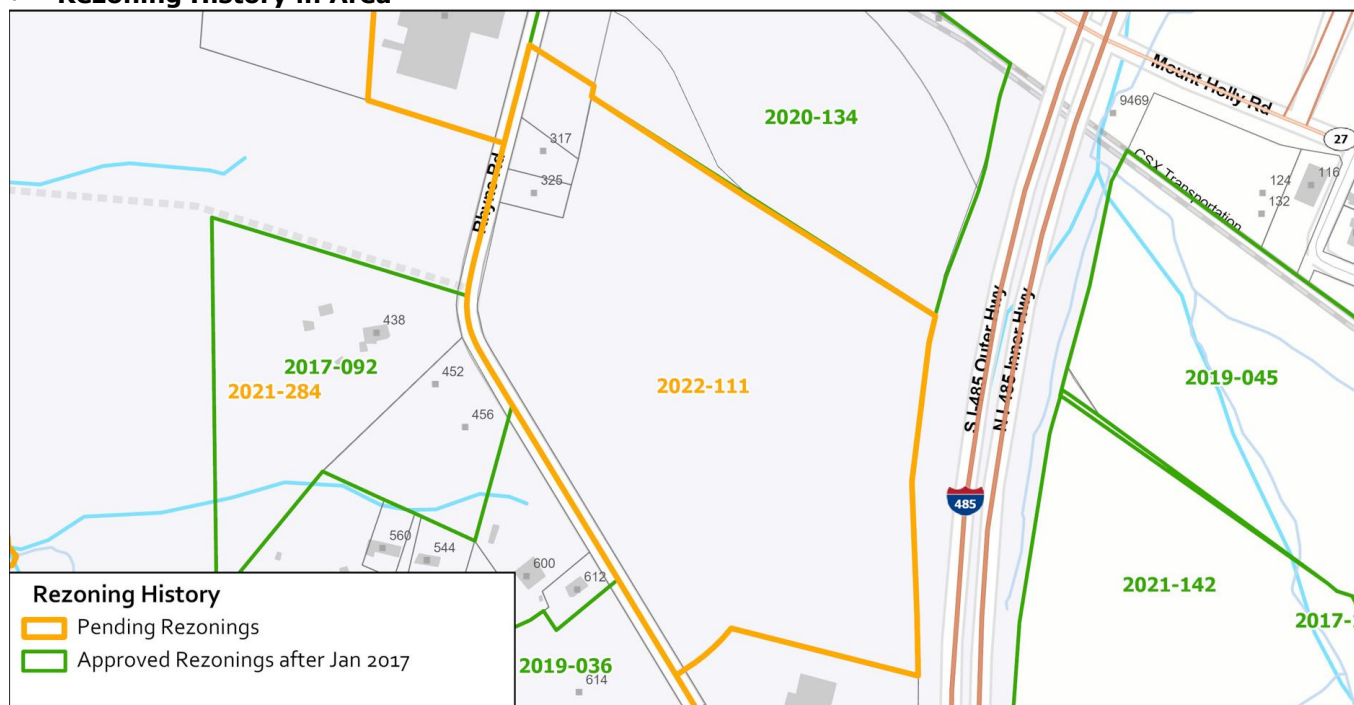 Rezoning History in Area
Mount Holly Rd
9469
27
2020-134
317
CSX Transportation
124
116
325
132
Rhyne Rd
S I-485 Outer Hwy
N I-485 Inner Hwy
438
2017-092
2021-284
452
2022-111
2019-045
456
485
560
544
600
612
2021-142
2019-036
614
Rezoning History
Pending Rezonings
Approved Rezonings after Jan 2017